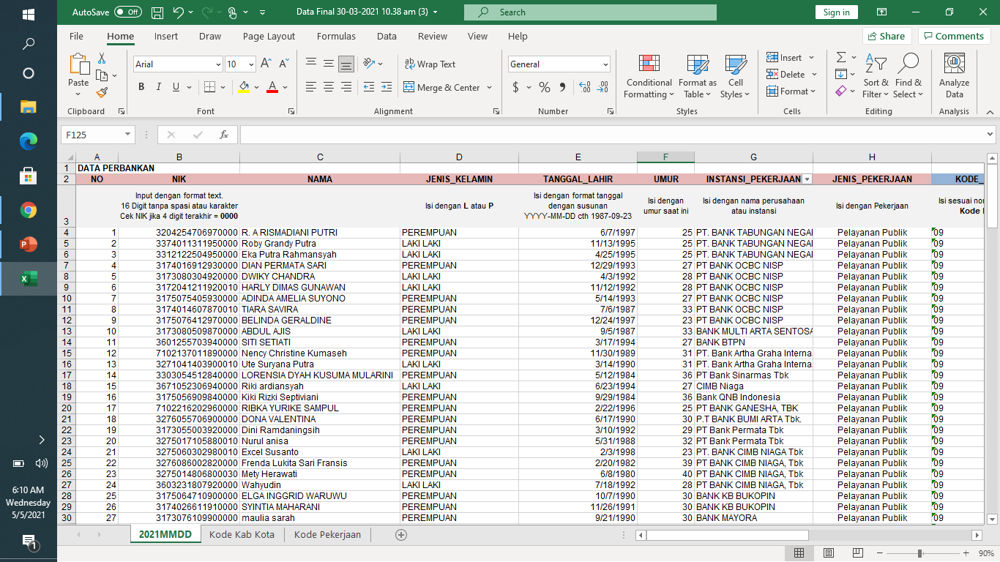 AutoSave Off Data Final 30-03-2021 10.38 am (3) Search Sign in
File Home Insert Draw Page Layout Formulas Data Review View Help Share Comments
Arial 10 Wrap Text General Insert
Paste Merge & Center Conditional Formatting Format as Table Cell Styles Delete Sort & Filter Find & Select Analyze Data
Format
Clipboard Font Alignment Number Styles Cells Editing Analysis
F125 fx
A B C D E F G H
1 DATA PERBANKAN
2 NO NIK NAMA JENIS_KELAMIN TANGGAL_LAHIR UMUR INSTANSI_PEKERJAAN JENIS_PEKERJAAN KODE_
Input dengan format text. Isi dengan format tanggal
16 Digit tanpa spasi atau karakter Isi dengan L atau P dengan susunan Isi dengan umur saat ini Isi dengan nama perusahaan atau instansi Isi dengan Pekerjaan Isi sesuai
3 Cek NIK jika 4 digit terakhir = 0000 YYYY-MM-DD cth 1987-09-23 Kode
4 1 3204254706970000 R. A RISMADIANI PUTRI PEREMPUAN 6/7/1997 25 PT. BANK TABUNGAN NEGA Pelayanan Publik 09
5 2 3374011311950000 Roby Grandy Putra LAKI LAKI 11/13/1995 25 PT. BANK TABUNGAN NEGA Pelayanan Publik 09
6 3 3312122504950000 Eka Putra Rahmansyah LAKI LAKI 4/25/1995 25 PT. BANK TABUNGAN NEGA Pelayanan Publik 09
7 4 3174016912930000 DIAN PERMATA SARI PEREMPUAN 12/29/1993 27 PT BANK OCBC NISP Pelayanan Publik 09
8 5 3173080304920000 DWIKY CHANDRA LAKI LAKI 4/3/1992 28 PT BANK OCBC NISP Pelayanan Publik 09
9 6 3172041211920010 HARLY DIMAS GUNAWAN LAKI LAKI 11/12/1992 28 PT BANK OCBC NISP Pelayanan Publik 09
10 7 3175075405930000 ADINDA AMELIA SUYONO PEREMPUAN 5/14/1993 27 PT BANK OCBC NISP Pelayanan Publik 09
11 8 3174014607870010 TIARA SAVIRA PEREMPUAN 7/6/1987 33 PT BANK OCBC NISP Pelayanan Publik 09
12 9 3175076412970000 BELINDA GERALDINE PEREMPUAN 12/24/1997 23 PT BANK OCBC NISP Pelayanan Publik 09
13 10 3173080509870000 ABDUL AJIS LAKI LAKI 9/5/1987 33 BANK MULTI ARTA SENTOSA Pelayanan Publik 09
14 11 3601255703940000 SITI SETIATI PEREMPUAN 3/17/1994 27 BANK BTPN Pelayanan Publik 09
15 12 7102137011890000 Nency Christine Kumaseh PEREMPUAN 11/30/1989 31 PT. Bank Artha Graha Interna Pelayanan Publik 09
16 13 3271041403900010 Ute Suryana Putra LAKI LAKI 3/14/1990 31 PT. Bank Artha Graha Interna Pelayanan Publik 09
17 14 3303054512840000 LORENSIA DYAH KUSUMA MULARINI PEREMPUAN 5/12/1984 36 PT Bank Sinarmas Tbk Pelayanan Publik 09
18 15 3671052306940000 Riki ardiansyah LAKI LAKI 6/23/1994 27 CIMB Niaga Pelayanan Publik 09
19 16 3175056909840000 Kiki Rizki Septiviani PEREMPUAN 9/29/1984 36 Bank QNB Indonesia Pelayanan Publik 09
20 17 7102216202960000 RIBKA YURIKE SAMPUL PEREMPUAN 2/22/1996 25 PT BANK GANESHA, TBK Pelayanan Publik 09
21 18 3276055706900000 DONA VALENTINA PEREMPUAN 6/17/1990 30 P.T BANK BUMI ARTA Tbk. Pelayanan Publik 09
22 19 3173055003920000 Dini Ramdaningsih PEREMPUAN 3/10/1992 29 PT Bank Permata Tbk Pelayanan Publik 09
23 20 3275017105880010 Nurul anisa PEREMPUAN 5/31/1988 32 PT Bank Permata Tbk Pelayanan Publik 09
24 21 3275060302980010 Excel Susanto LAKI LAKI 2/3/1998 23 PT. BANK CIMB NIAGA Tbk Pelayanan Publik 09
25 22 3276086002820000 Frenda Lukita Sari Fransis PEREMPUAN 2/20/1982 39 PT BANK CIMB NIAGA, Tbk Pelayanan Publik 09
26 23 3275014806800030 Mety Herawati PEREMPUAN 6/8/1980 40 PT BANK CIMB NIAGA, Tbk Pelayanan Publik 09
27 24 3603231807920000 Wahyudin LAKI LAKI 7/18/1992 28 PT BANK CIMB NIAGA, Tbk Pelayanan Publik 09
28 25 3175064710900000 ELGA INGGRID WARUWU PEREMPUAN 10/7/1990 30 BANK KB BUKOPIN Pelayanan Publik 09
29 26 3174026611910000 SYINTIA MAHARANI PEREMPUAN 11/26/1991 30 BANK KB BUKOPIN Pelayanan Publik 09
30 27 3173076109900000 maulia sarah PEREMPUAN 9/21/1990 30 BANK MAYORA Pelayanan Publik 09
2021MMDD Kode Kab Kota Kode Pekerjaan
90%
6:10 AM
Wednesday
5/5/2021
1